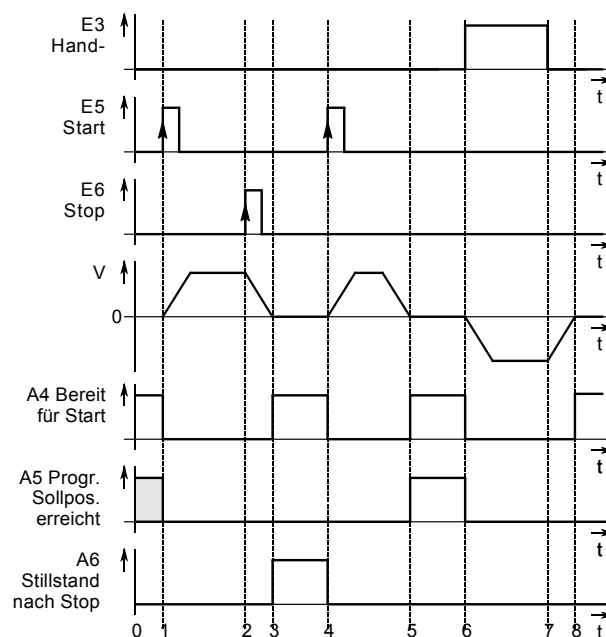 E3
Hand-
t
E5
Start
t
E6
Stop
t
V
0
t
A4 Bereit
für Start
t
A5 Progr.
Sollpos.
erreicht
t
A6
Stillstand
nach Stop
0 1 2 3 4 5 6 7 8 t